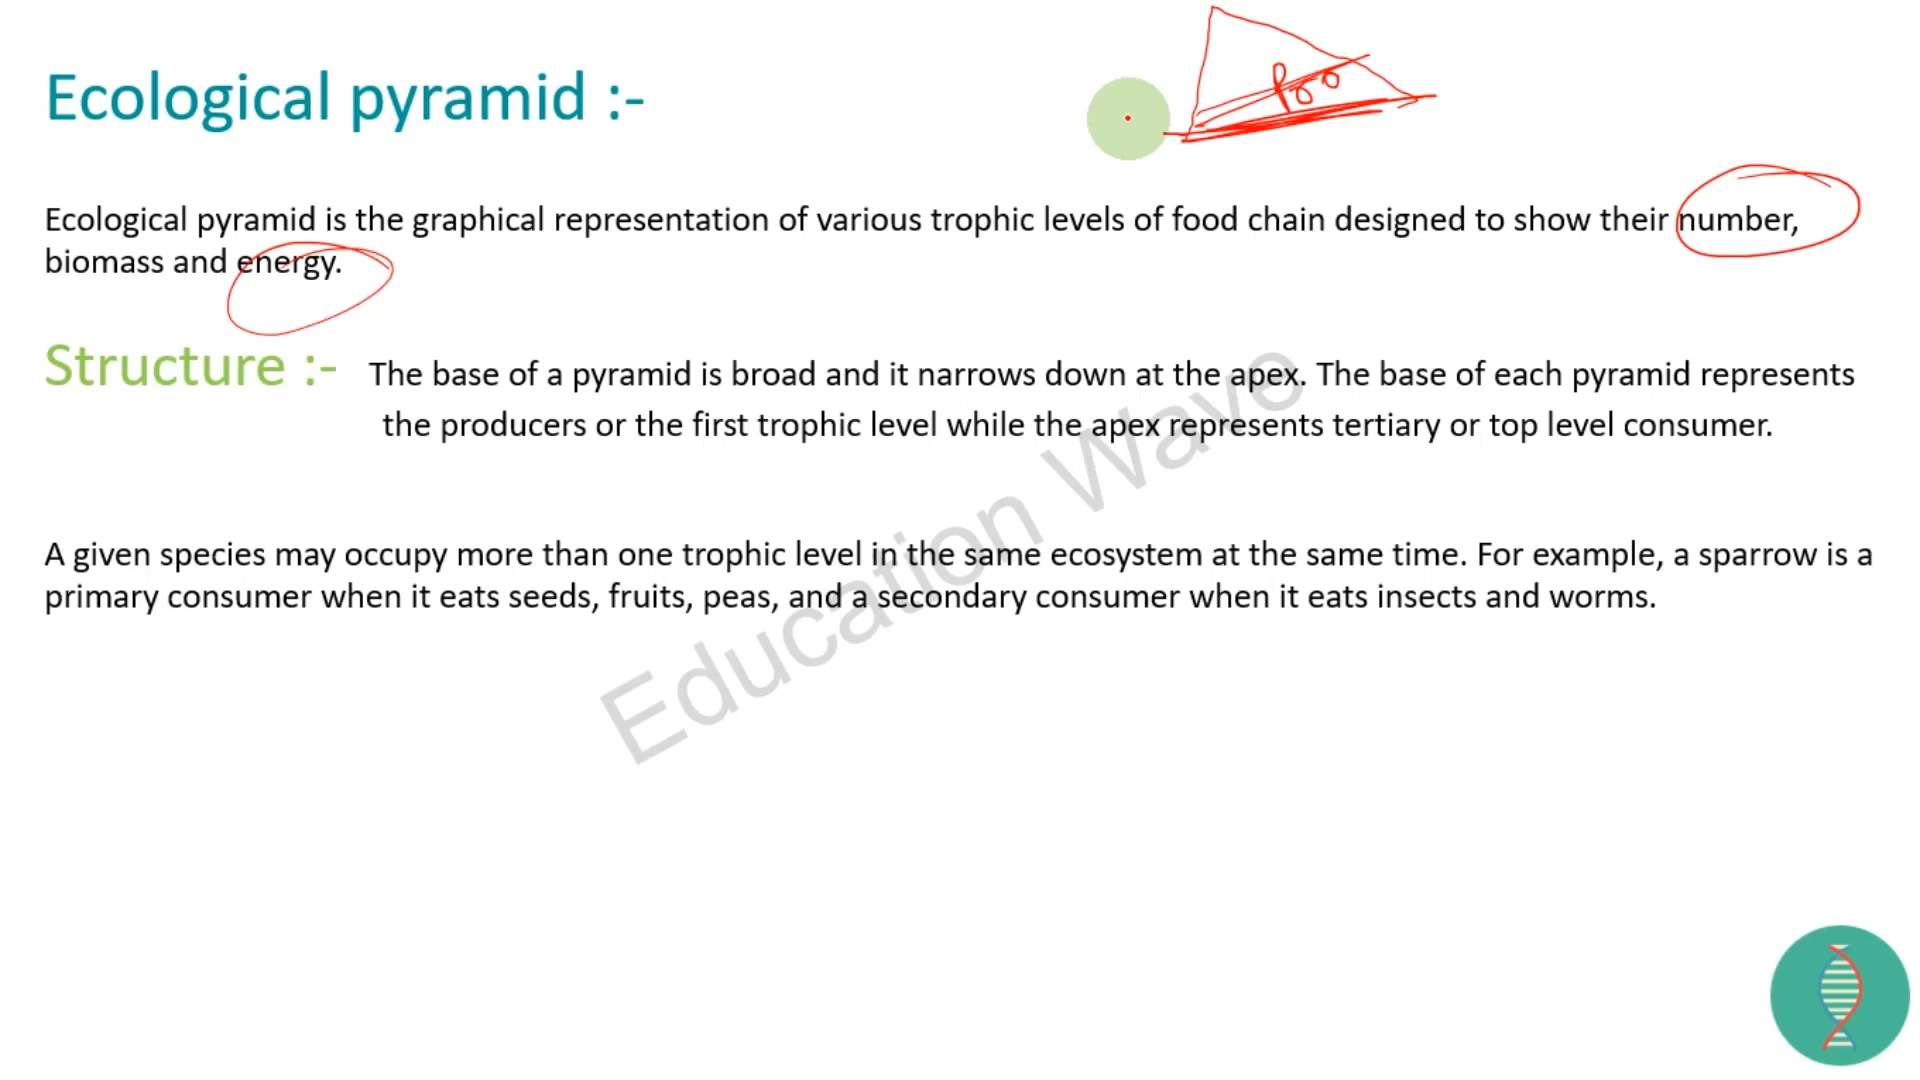 Pro
Ecological pyramid :-
Ecological pyramid is the graphical representation of various trophic levels of food chain designed to show their number,
biomass and energy.
Structure :- The base of a pyramid is broad and it narrows down at the apex. The base of each pyramid represents
the producers or the first trophic level while the apex represents tertiary or top level consumer.
A given species may occupy more than one trophic level in the same ecosystem at the same time. For example, a sparrow is a
primary consumer when it eats seeds, fruits, peas, and a secondary consumer when it eats insects and worms.
Education Wave